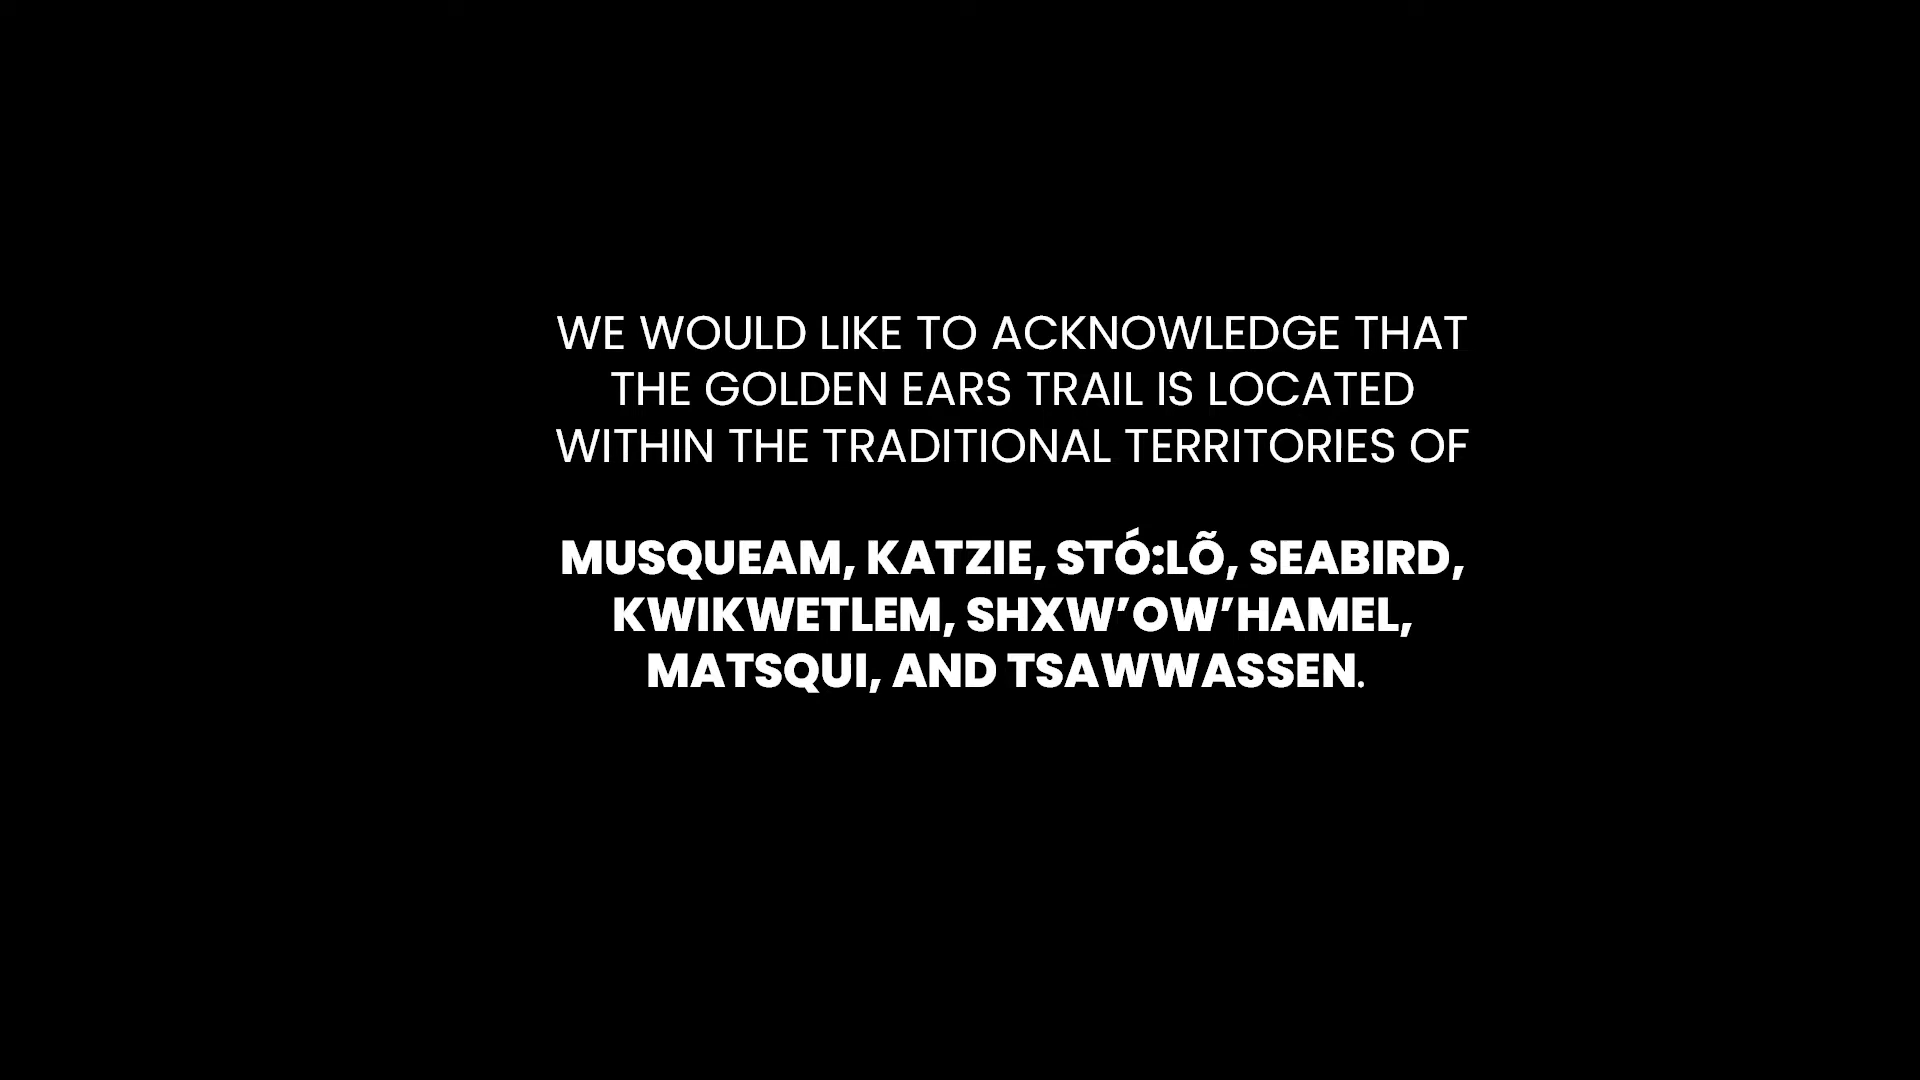 WE WOULD LIKE TO ACKNOWLEDGE THAT
THE GOLDEN EARS TRAIL IS LOCATED
WITHIN THE TRADITIONAL TERRITORIES OF
MUSQUEAM, KATZIE, STÓ:LÕ, SEABIRD,
KWIKWETLEM, SHXW’OW’HAMEL,
MATSQUI, AND TSAWWASSEN.